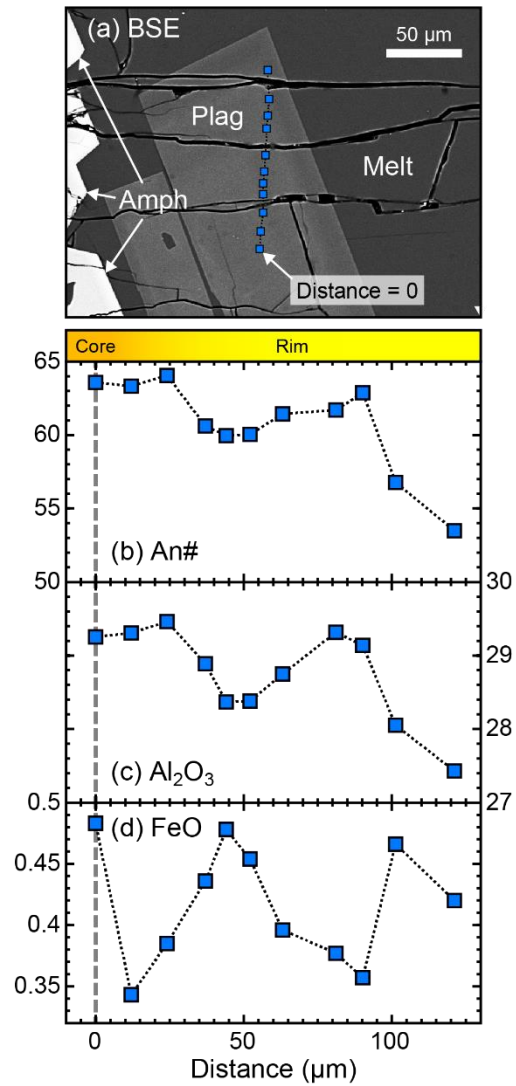 (a) BSE
50 µm
Plag
Melt
Amph
Distance = 0
Core
Rim
65
60
55
50
(b) An#
30
29
28
27
(c) Al₂O₃
0.5
0.45
0.4
0.35
(d) FeO
0
50
100
Distance (µm)